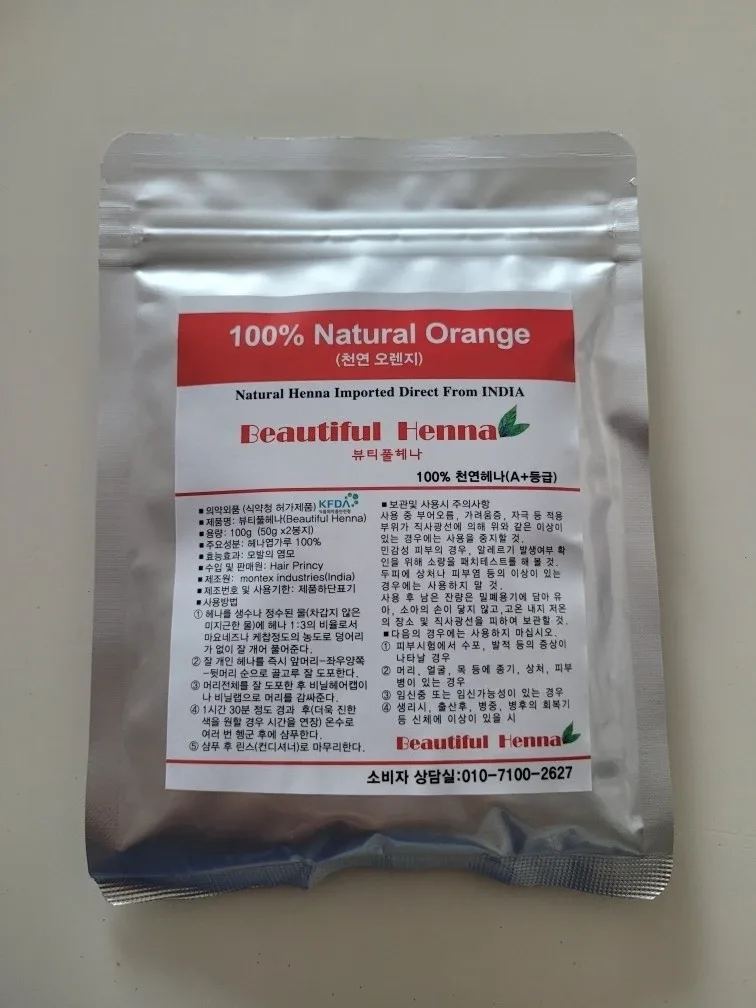 100% Natural Orange
(천연 오렌지)
Natural Henna Imported Direct From INDIA
Beautiful Henna
뷰티풀헤나
100% 천연헤나(A+등급)
■ 의약외품 (식약청 허가제품) KFDA
■ 제품명: 뷰티풀헤나(Beautiful Henna)
■ 용량: 100g (50g x2봉지)
■ 주요성분: 헤나엽가루 100%
■ 효능효과: 모발의 염모
■ 수입 및 판매원: Hair Princy
■ 제조원: montex industries(India)
■ 제조번호 및 사용기한: 제품하단표기
■ 사용방법
① 헤나를 생수나 정수된 물(차갑지 않은
미지근한 물)에 헤나 1:3의 비율로서
마요네즈나 케찹정도의 농도로 덩어리
가 없이 잘 개어 풀어준다.
② 잘 개인 헤나를 즉시 앞머리-좌우양쪽
-뒷머리 순으로 골고루 잘 도포한다.
③ 머리전체를 잘 도포한 후 비닐헤어캡이
나 비닐랩으로 머리를 감싸준다.
④ 1시간 30분 정도 경과 후(더욱 진한
색을 원할 경우 시간을 연장) 온수로
여러 번 헹군 후에 샴푸한다.
⑤ 샴푸 후 린스(컨디셔너)로 마무리한다.
■ 보관및 사용시 주의사항
사용 중 부어오름, 가려움증, 자극 등 적용
부위가 직사광선에 의해 위와 같은 이상이
있는 경우에는 사용을 중지할 것.
민감성 피부의 경우, 알레르기 발생여부 확
인을 위해 소량을 패치테스트를 해 볼 것.
두피에 상처나 피부염 등의 이상이 있는
경우에는 사용하지 말 것.
사용 후 남은 잔량은 밀폐용기에 담아 유
아, 소아의 손이 닿지 않고,고온 내지 저온
의 장소 및 직사광선을 피하여 보관할 것.
■ 다음의 경우에는 사용하지 마십시오.
① 피부시험에서 수포, 발적 등의 증상이
나타날 경우
② 머리, 얼굴, 목 등에 종기, 상처, 피부
병이 있는 경우
③ 임신중 또는 임신가능성이 있는 경우
④ 생리시, 출산후, 병중, 병후의 회복기
등 신체에 이상이 있을 시
Beautiful Henna
소비자 상담실:010-7100-2627